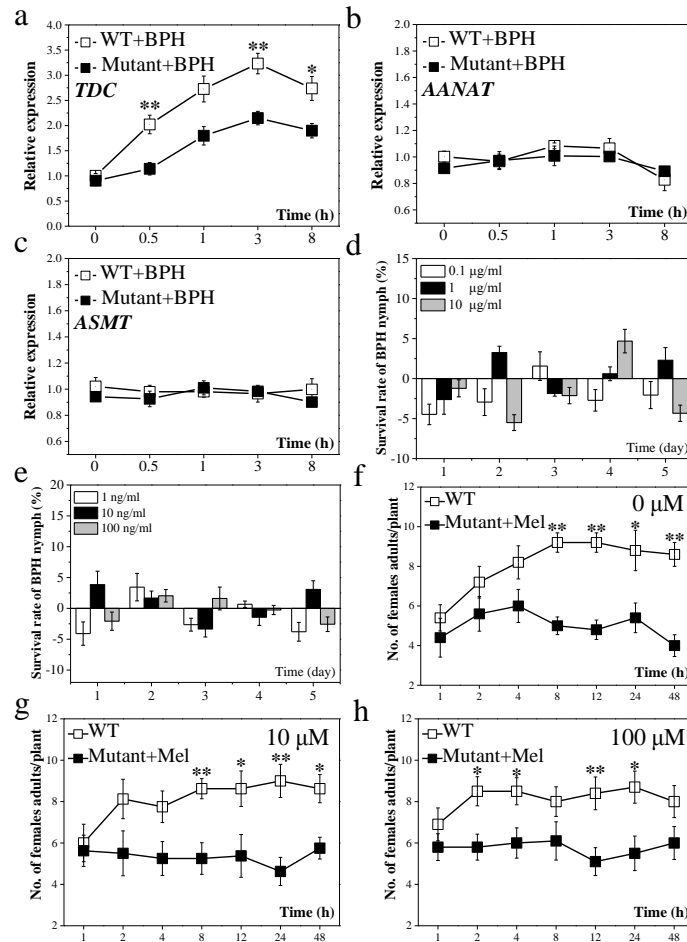 a
WT+BPH
Mutant+BPH
TDC
**
**
*
Relative expression
4.0
3.5
3.0
2.5
2.0
1.5
1.0
0.5
0.0
Time (h)
0 0.5 1 3 8
b
WT+BPH
Mutant+BPH
AANAT
Relative expression
2.0
1.8
1.6
1.4
1.2
1.0
0.8
0.6
Time (h)
0 0.5 1 3 8
c
WT+BPH
Mutant+BPH
ASMT
Relative expression
2.0
1.8
1.6
1.4
1.2
1.0
0.8
0.6
Time (h)
0 0.5 1 3 8
d
0.1 µg/ml
1 µg/ml
10 µg/ml
Survival rate of BPH nymph (%)
15
10
5
0
-5
-10
Time (day)
1 2 3 4 5
e
1 ng/ml
10 ng/ml
100 ng/ml
Survival rate of BPH nymph (%)
20
15
10
5
0
-5
-10
Time (day)
1 2 3 4 5
f
WT
Mutant+Mel
0 µM
** ** * **
No. of females adults/plant
12
10
8
6
4
2
Time (h)
1 2 4 8 12 24 48
g
WT
Mutant+Mel
10 µM
** * ** *
No. of females adults/plant
12
10
8
6
4
2
Time (h)
1 2 4 8 12 24 48
h
WT
Mutant+Mel
100 µM
* * ** *
No. of females adults/plant
12
10
8
6
4
2
Time (h)
1 2 4 8 12 24 48